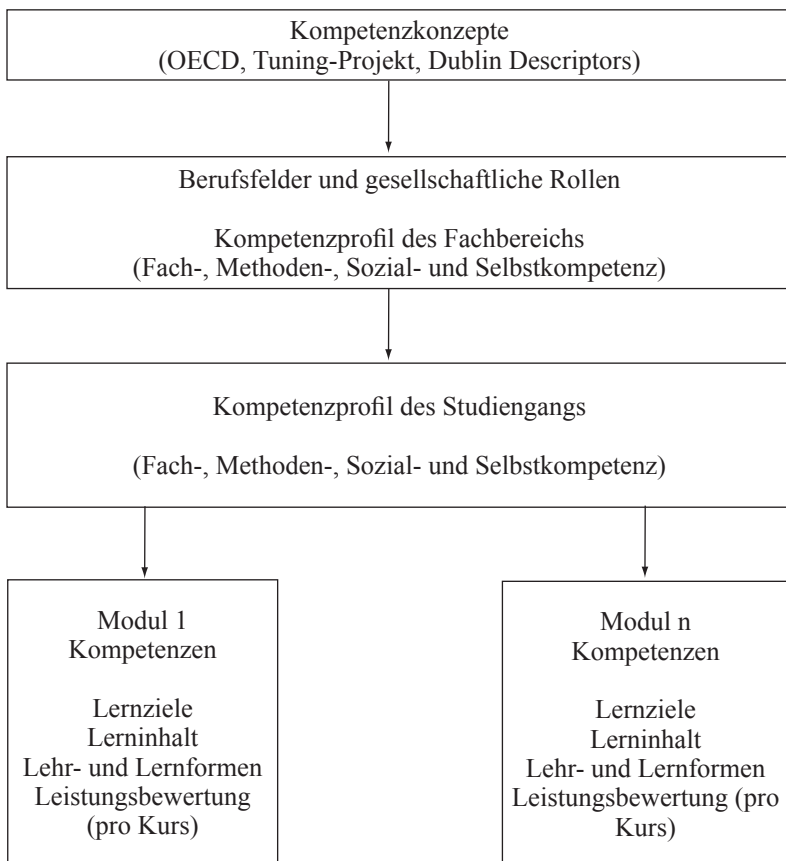 Kompetenzkonzepte
(OECD, Tuning-Projekt, Dublin Descriptors)
Berufsfelder und gesellschaftliche Rollen
Kompetenzprofil des Fachbereichs
(Fach-, Methoden-, Sozial- und Selbstkompetenz)
Kompetenzprofil des Studiengangs
(Fach-, Methoden-, Sozial- und Selbstkompetenz)
Modul 1
Kompetenzen
Lernziele
Lerninhalt
Lehr- und Lernformen
Leistungsbewertung
(pro Kurs)
Modul n
Kompetenzen
Lernziele
Lerninhalt
Lehr- und Lernformen
Leistungsbewertung (pro
Kurs)